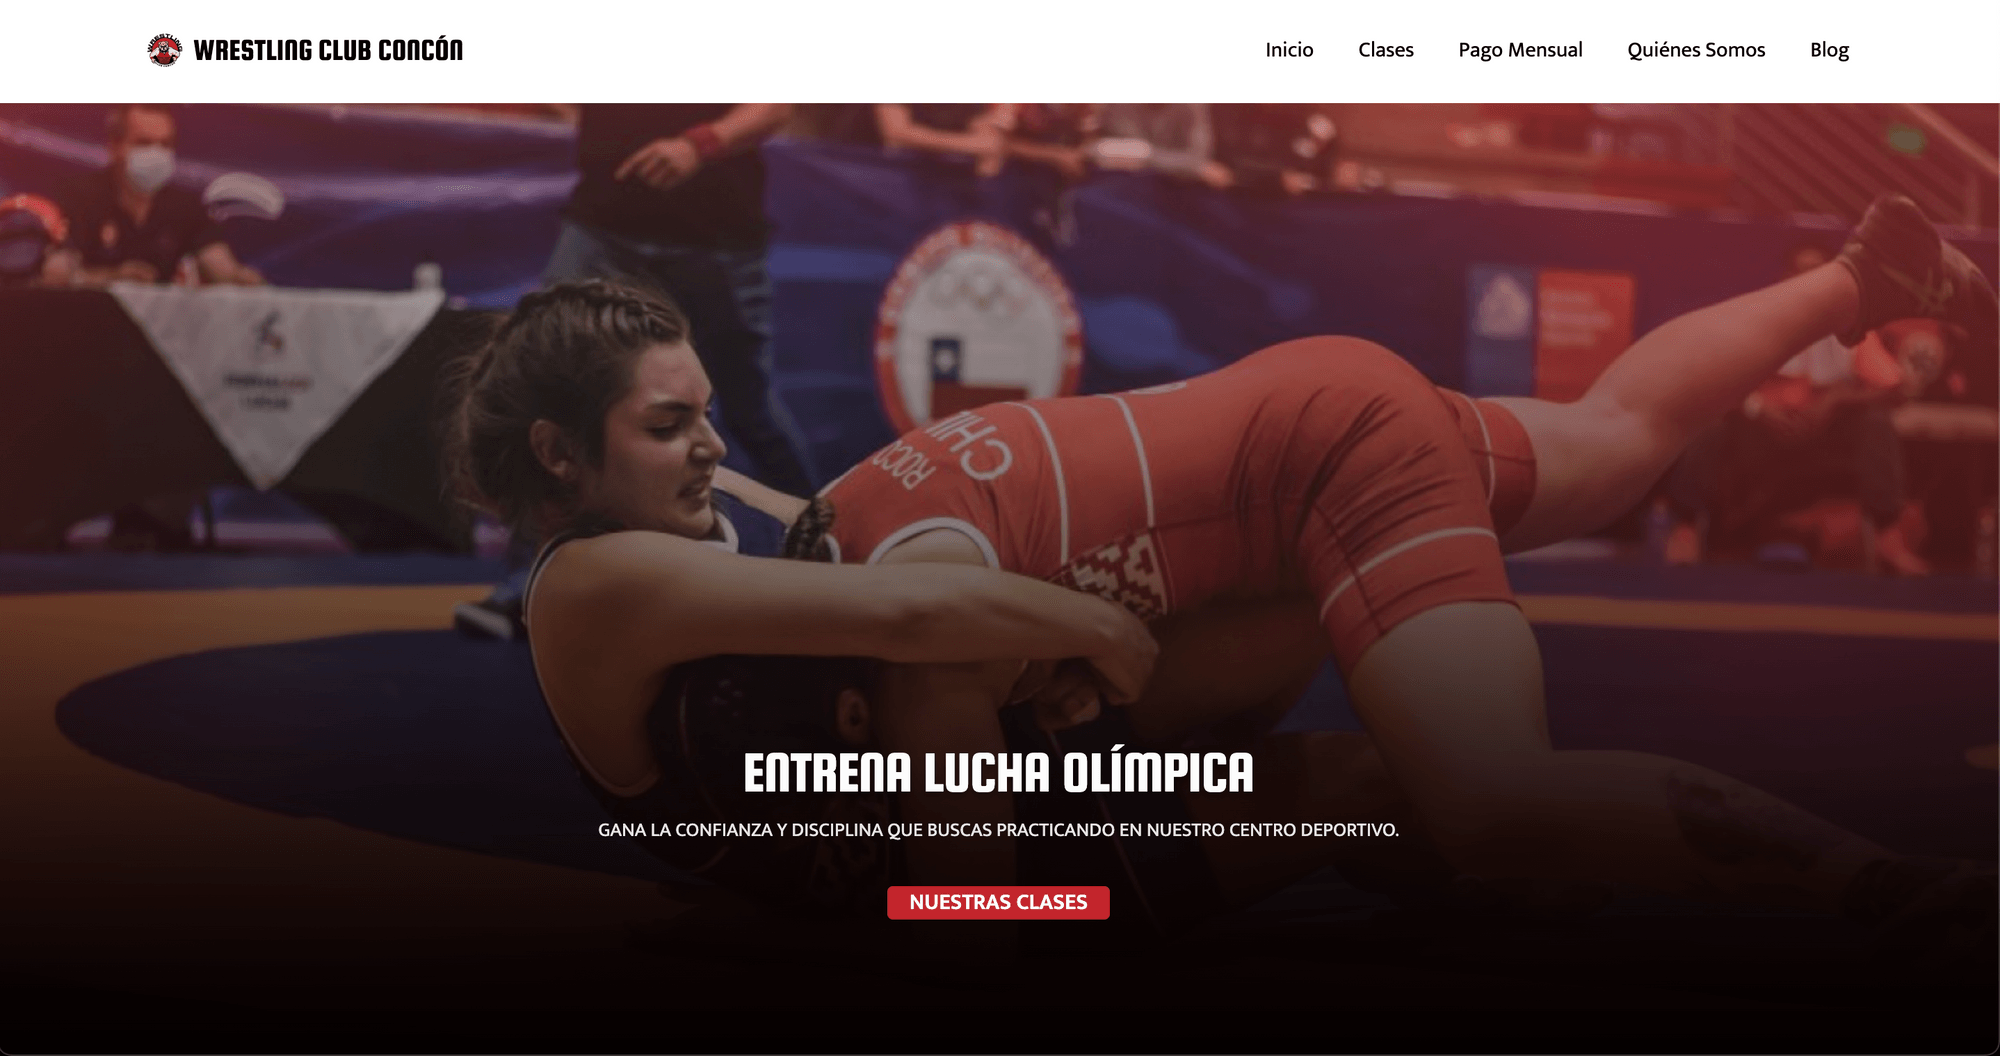 WRESTLING CLUB CONCÓN
Inicio
Clases
Pago Mensual
Quiénes Somos
Blog
CHI
ROCO
ENTRENA LUCHA OLÍMPICA
GANA LA CONFIANZA Y DISCIPLINA QUE BUSCAS PRACTICANDO EN NUESTRO CENTRO DEPORTIVO.
NUESTRAS CLASES